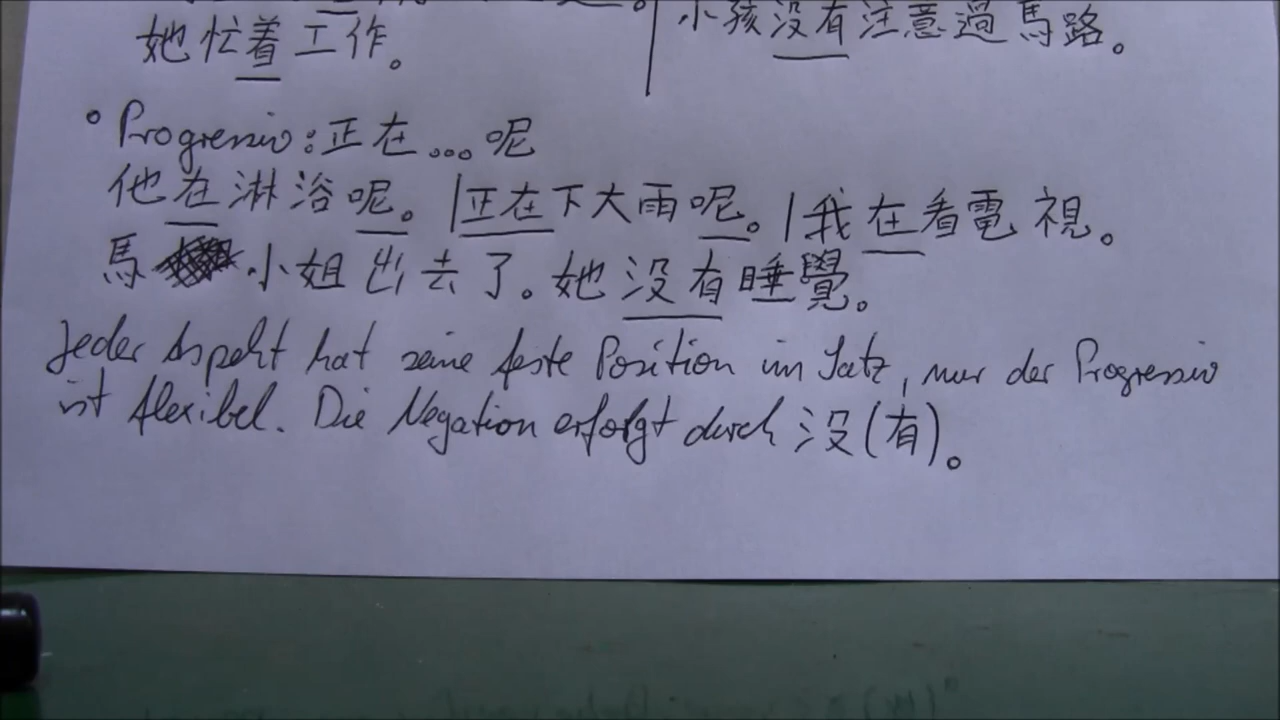 她忙着工作。
小孩没有注意過馬路。
° Progressiv: 正在...呢
他在淋浴呢。|正在下大雨呢。|我在看電視。
馬小姐出去了。她没有睡覺。
Jeder Aspekt hat seine feste Position im Satz, nur der Progressiv
ist flexibel. Die Negation erfolgt durch 没(有)。